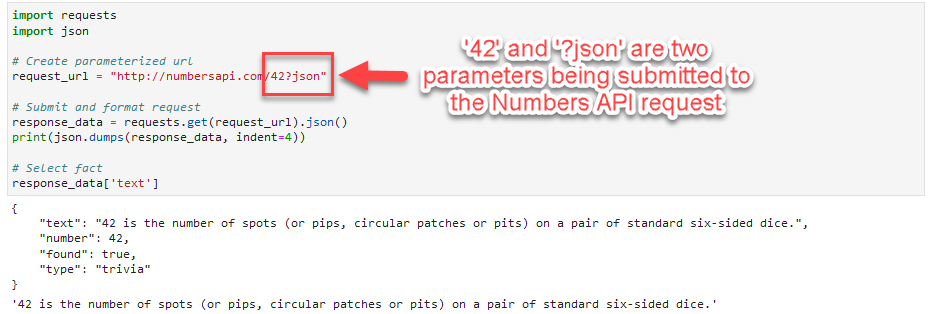 import requests
import json
# Create parameterized url
request_url = "http://numbersapi.com/42?json"
'42' and '?json' are two
parameters being submitted to
the Numbers API request
# Submit and format request
response_data = requests.get(request_url).json()
print(json.dumps(response_data, indent=4))
# Select fact
response_data['text']
{
    "text": "42 is the number of spots (or pips, circular patches or pits) on a pair of standard six-sided dice.",
    "number": 42,
    "found": true,
    "type": "trivia"
}
'42 is the number of spots (or pips, circular patches or pits) on a pair of standard six-sided dice.'